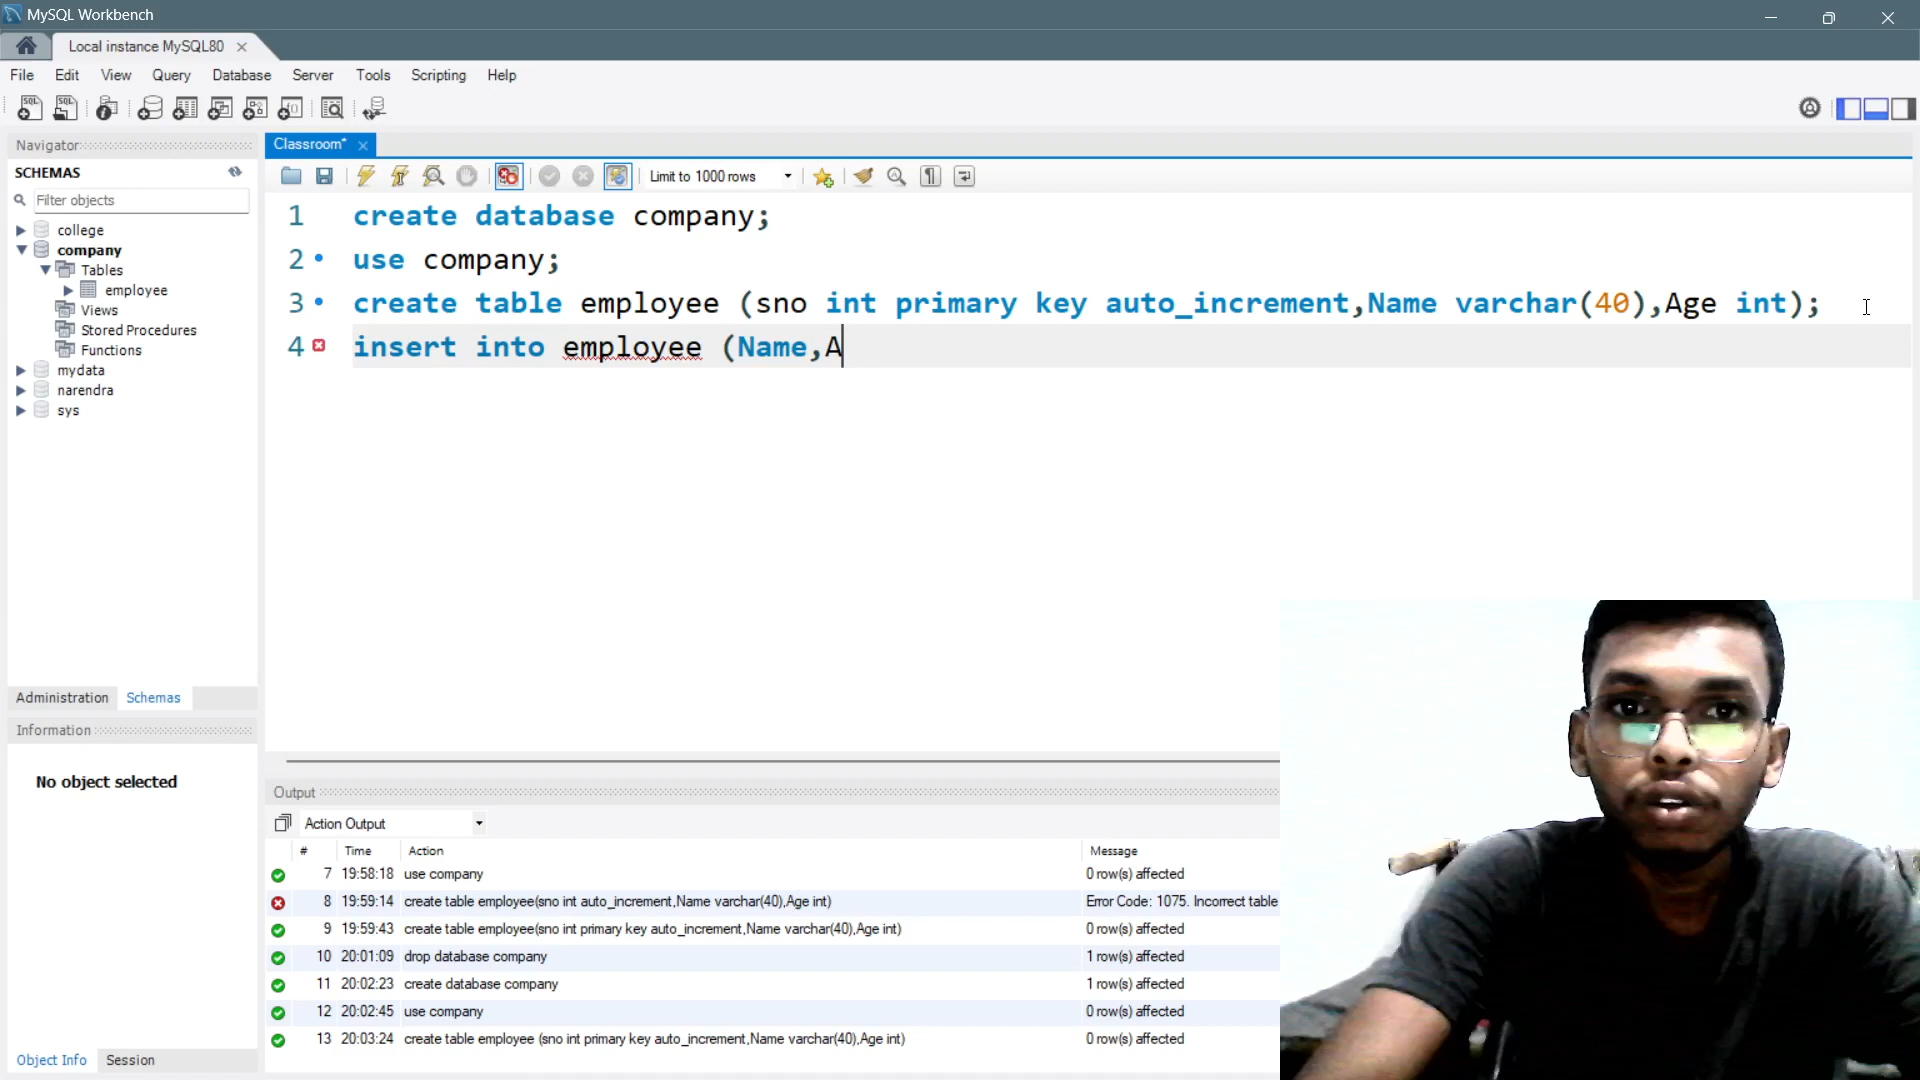 MySQL Workbench
Local instance MySQL80
File Edit View Query Database Server Tools Scripting Help
Navigator
SCHEMAS
Filter objects
college
company
Tables
employee
Views
Stored Procedures
Functions
mydata
narendra
sys
Administration Schemas
Information
No object selected
Object Info Session
Classroom*
Limit to 1000 rows
1 create database company;
2 use company;
3 create table employee (sno int primary key auto_increment,Name varchar(40),Age int);
4 insert into employee (Name,A
Output
Action Output
# Time Action Message
7 19:58:18 use company 0 row(s) affected
8 19:59:14 create table employee(sno int auto_increment,Name varchar(40),Age int) Error Code: 1075. Incorrect table
9 19:59:43 create table employee(sno int primary key auto_increment,Name varchar(40),Age int) 0 row(s) affected
10 20:01:09 drop database company 1 row(s) affected
11 20:02:23 create database company 1 row(s) affected
12 20:02:45 use company 0 row(s) affected
13 20:03:24 create table employee (sno int primary key auto_increment,Name varchar(40),Age int) 0 row(s) affected